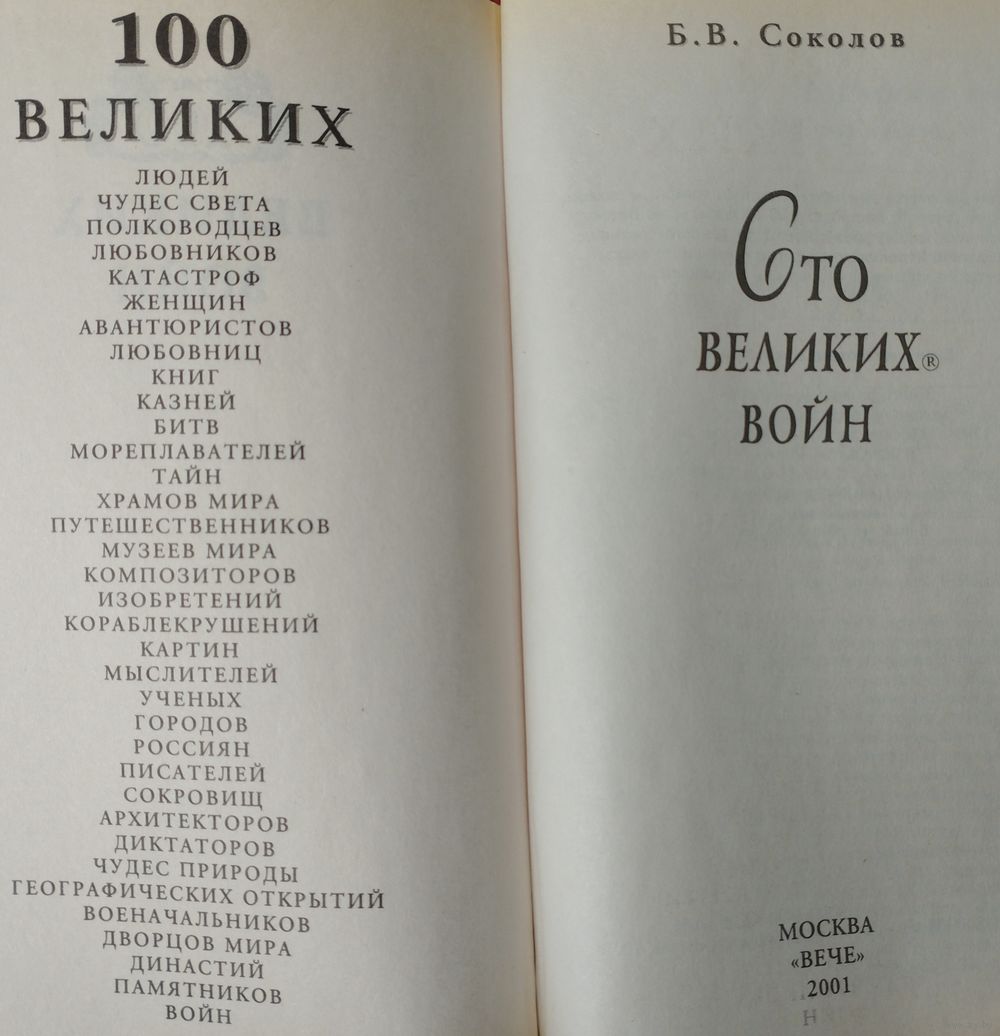 100
ВЕЛИКИХ
ЛЮДЕЙ
ЧУДЕС СВЕТА
ПОЛКОВОДЦЕВ
ЛЮБОВНИКОВ
КАТАСТРОФ
ЖЕНЩИН
АВАНТЮРИСТОВ
ЛЮБОВНИЦ
КНИГ
КАЗНЕЙ
БИТВ
МОРЕПЛАВАТЕЛЕЙ
ТАЙН
ХРАМОВ МИРА
ПУТЕШЕСТВЕННИКОВ
МУЗЕЕВ МИРА
КОМПОЗИТОРОВ
ИЗОБРЕТЕНИЙ
КОРАБЛЕКРУШЕНИЙ
КАРТИН
МЫСЛИТЕЛЕЙ
УЧЕНЫХ
ГОРОДОВ
РОССИЯН
ПИСАТЕЛЕЙ
СОКРОВИЩ
АРХИТЕКТОРОВ
ДИКТАТОРОВ
ЧУДЕС ПРИРОДЫ
ГЕОГРАФИЧЕСКИХ ОТКРЫТИЙ
ВОЕНАЧАЛЬНИКОВ
ДВОРЦОВ МИРА
ДИНАСТИЙ
ПАМЯТНИКОВ
ВОЙН
Б.В. Соколов
Сто
ВЕЛИКИХ®
ВОЙН
МОСКВА
«ВЕЧЕ»
2001